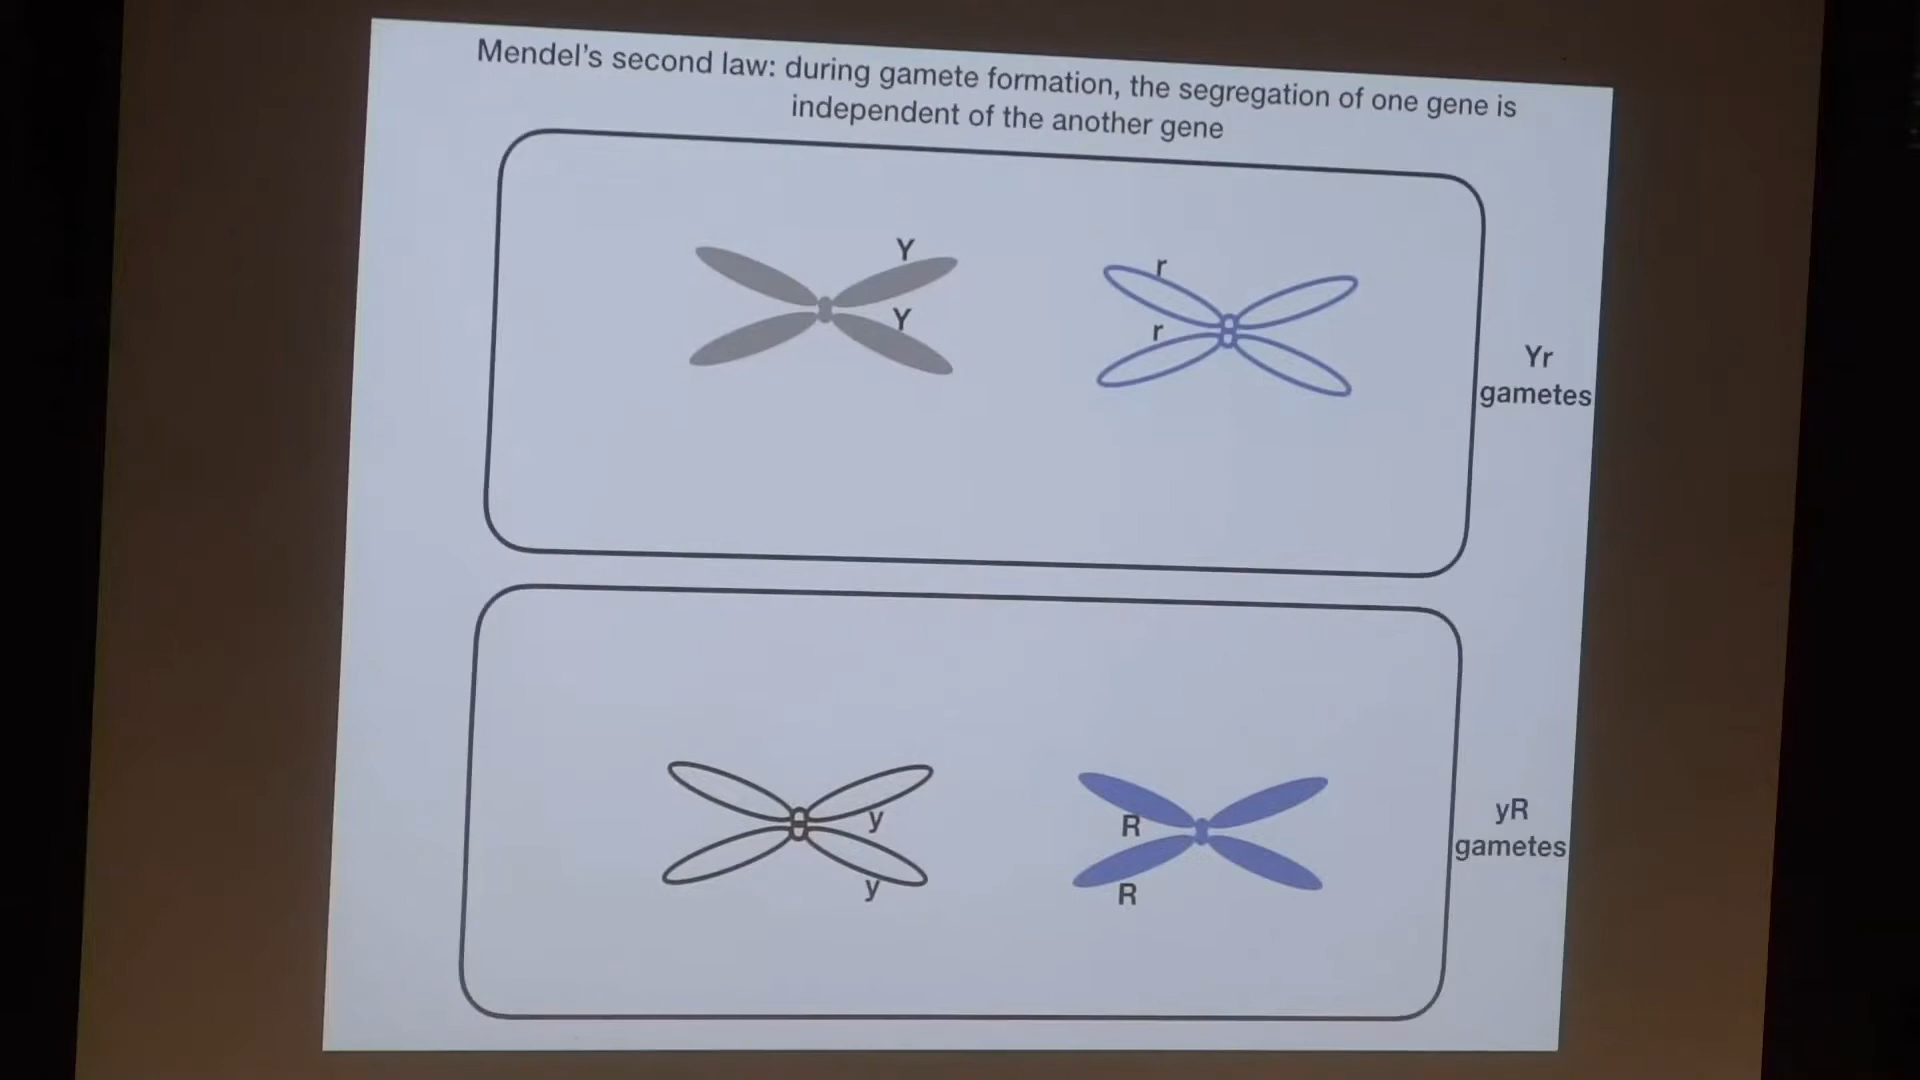 Mendel's second law: during gamete formation, the segregation of one gene is
independent of the another gene
Y
Y
r
r
Yr
gametes
y
y
R
R
yR
gametes